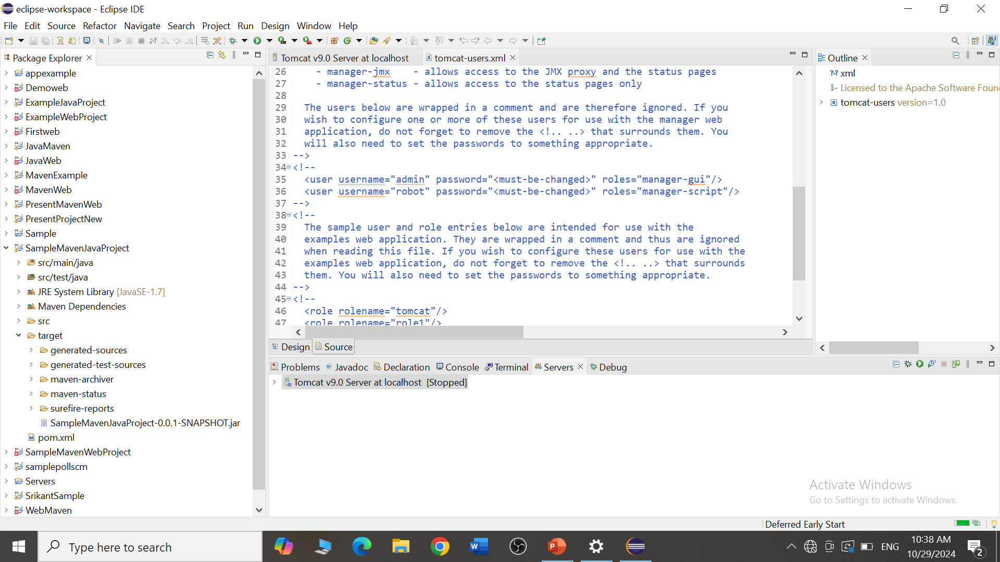 eclipse-workspace - Eclipse IDE
File Edit Source Refactor Navigate Search Project Run Design Window Help
Package Explorer
appexample
Demoweb
ExampleJavaProject
ExampleWebProject
Firstweb
JavaMaven
JavaWeb
MavenExample
MavenWeb
PresentMavenWeb
PresentProjectNew
Sample
SampleMavenJavaProject
src/main/java
src/test/java
JRE System Library [JavaSE-1.7]
Maven Dependencies
src
target
generated-sources
generated-test-sources
maven-archiver
maven-status
surefire-reports
SampleMavenJavaProject-0.0.1-SNAPSHOT.jar
pom.xml
SampleMavenWebProject
samplepollscm
Servers
SrikantSample
WebMaven
Tomcat v9.0 Server at localhost tomcat-users.xml
26 - manager-jmx - allows access to the JMX proxy and the status pages
27 - manager-status - allows access to the status pages only
28
29 The users below are wrapped in a comment and are therefore ignored. If you
30 wish to configure one or more of these users for use with the manager web
31 application, do not forget to remove the <!.. ..> that surrounds them. You
32 will also need to set the passwords to something appropriate.
33 -->
34 <!--
35 <user username="admin" password="<must-be-changed>" roles="manager-gui"/>
36 <user username="robot" password="<must-be-changed>" roles="manager-script"/>
37 -->
38 <!--
39 The sample user and role entries below are intended for use with the
40 examples web application. They are wrapped in a comment and thus are ignored
41 when reading this file. If you wish to configure these users for use with the
42 examples web application, do not forget to remove the <!.. ..> that surrounds
43 them. You will also need to set the passwords to something appropriate.
44 -->
45 <!--
46 <role rolename="tomcat"/>
47 <role rolename="role1"/>
Design Source
Outline
?-? xml
Licensed to the Apache Software Foun
tomcat-users version=1.0
Problems Javadoc Declaration Console Terminal Servers Debug
Tomcat v9.0 Server at localhost [Stopped]
Activate Windows
Go to Settings to activate Windows.
Deferred Early Start
Type here to search
ENG
10:38 AM
10/29/2024
2